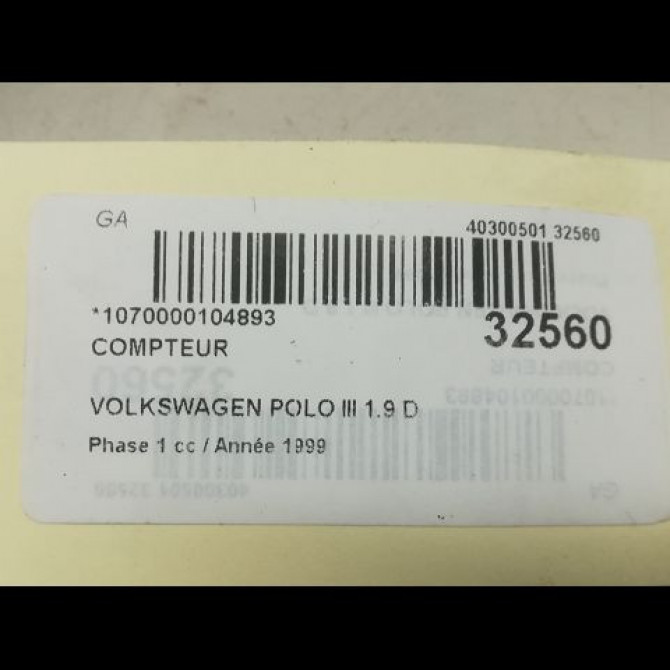 GA
40300501 32560
*1070000104893
32560
COMPTEUR
VOLKSWAGEN POLO III 1.9 D
Phase 1 cc / Année 1999